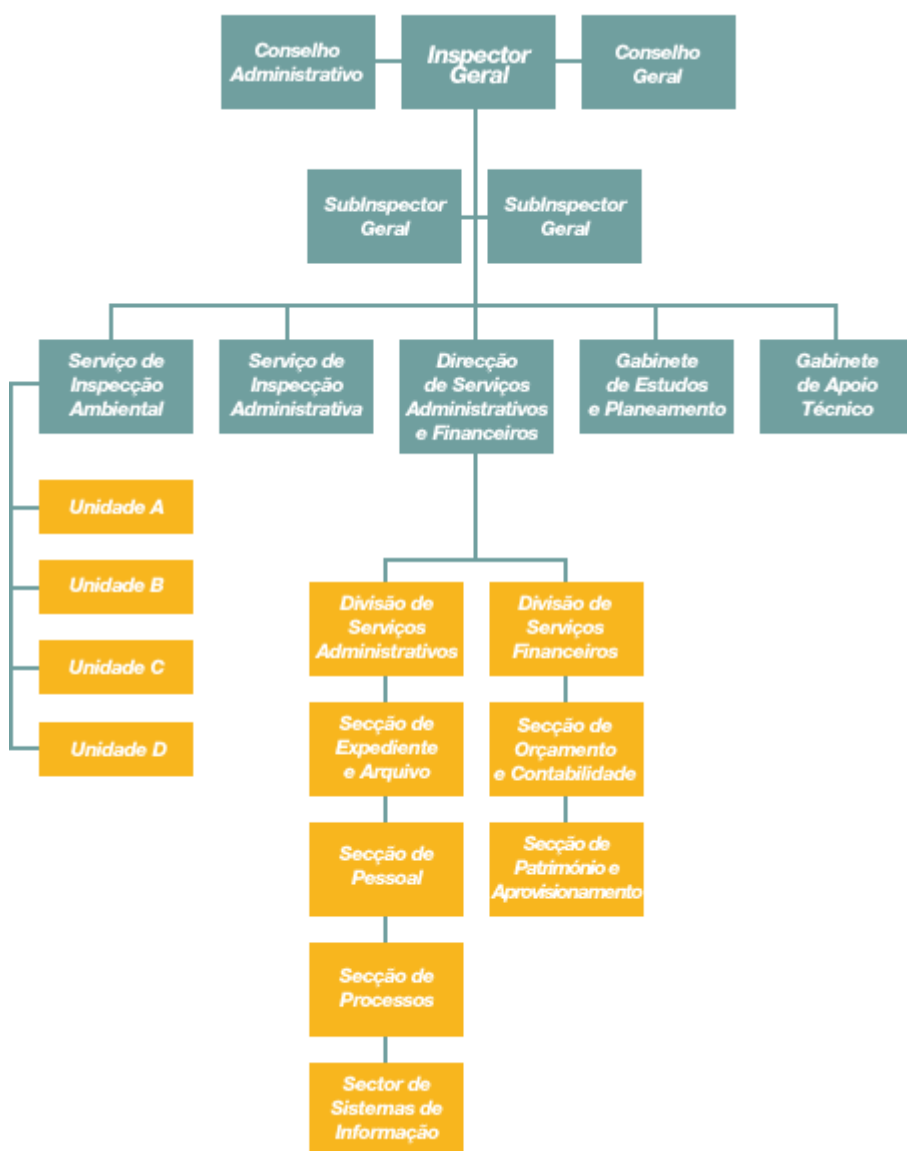 Conselho
Administrativo
Inspector
Geral
Conselho
Geral
SubInspector
Geral
SubInspector
Geral
Serviço de
Inspecção
Ambiental
Serviço de
Inspecção
Administrativa
Direcção
de Serviços
Administrativos
e Financeiros
Gabinete
de Estudos
e Planeamento
Gabinete
de Apoio
Técnico
Unidade A
Unidade B
Unidade C
Unidade D
Divisão de
Serviços
Administrativos
Divisão de
Serviços
Financeiros
Secção de
Expediente
e Arquivo
Secção de
Orçamento
e Contabilidade
Secção de
Pessoal
Secção de
Património e
Aprovisionamento
Secção de
Processos
Sector de
Sistemas de
Informação